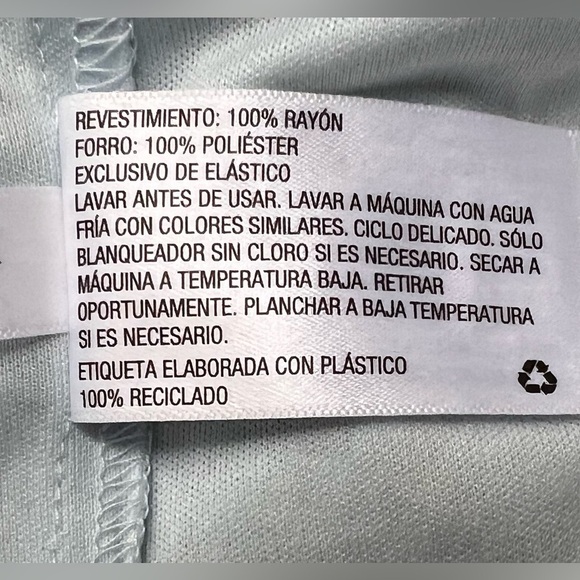 REVESTIMIENTO: 100% RAYÓN
FORRO: 100% POLIÉSTER
EXCLUSIVO DE ELÁSTICO
LAVAR ANTES DE USAR. LAVAR A MÁQUINA CON AGUA
FRÍA CON COLORES SIMILARES. CICLO DELICADO. SÓLO
BLANQUEADOR SIN CLORO SI ES NECESARIO. SECAR A
MÁQUINA A TEMPERATURA BAJA. RETIRAR
OPORTUNAMENTE. PLANCHAR A BAJA TEMPERATURA
SI ES NECESARIO.
ETIQUETA ELABORADA CON PLÁSTICO
100% RECICLADO